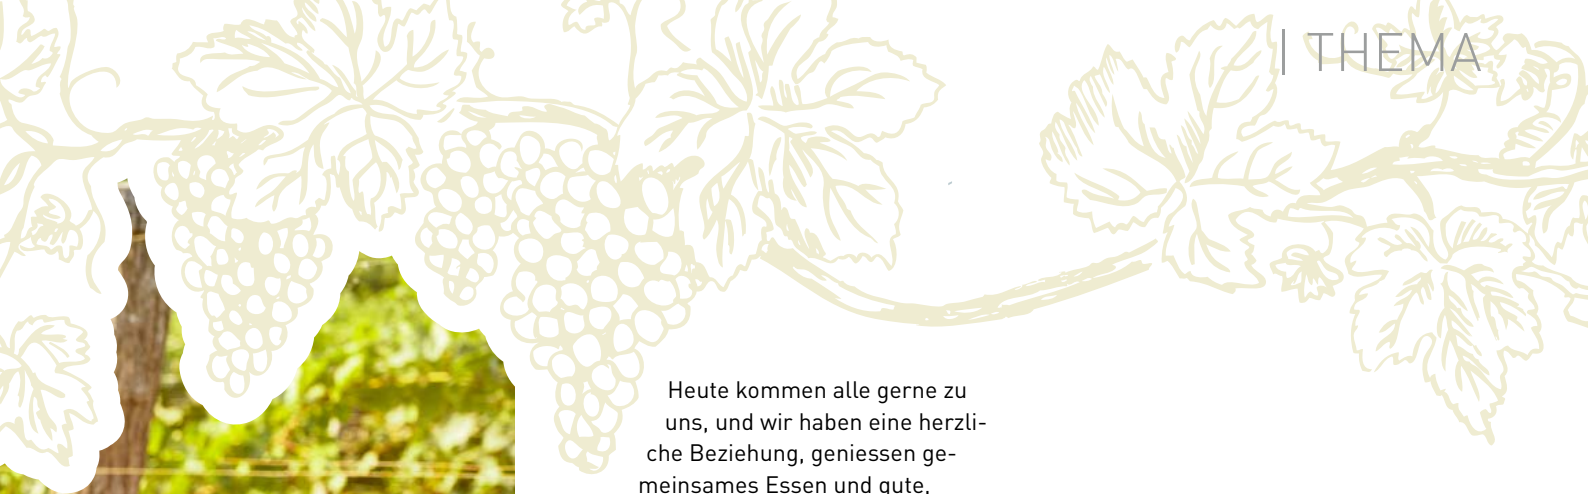 | THEMA
Heute kommen alle gerne zu
uns, und wir haben eine herzli-
che Beziehung, geniessen ge-
meinsames Essen und gute,